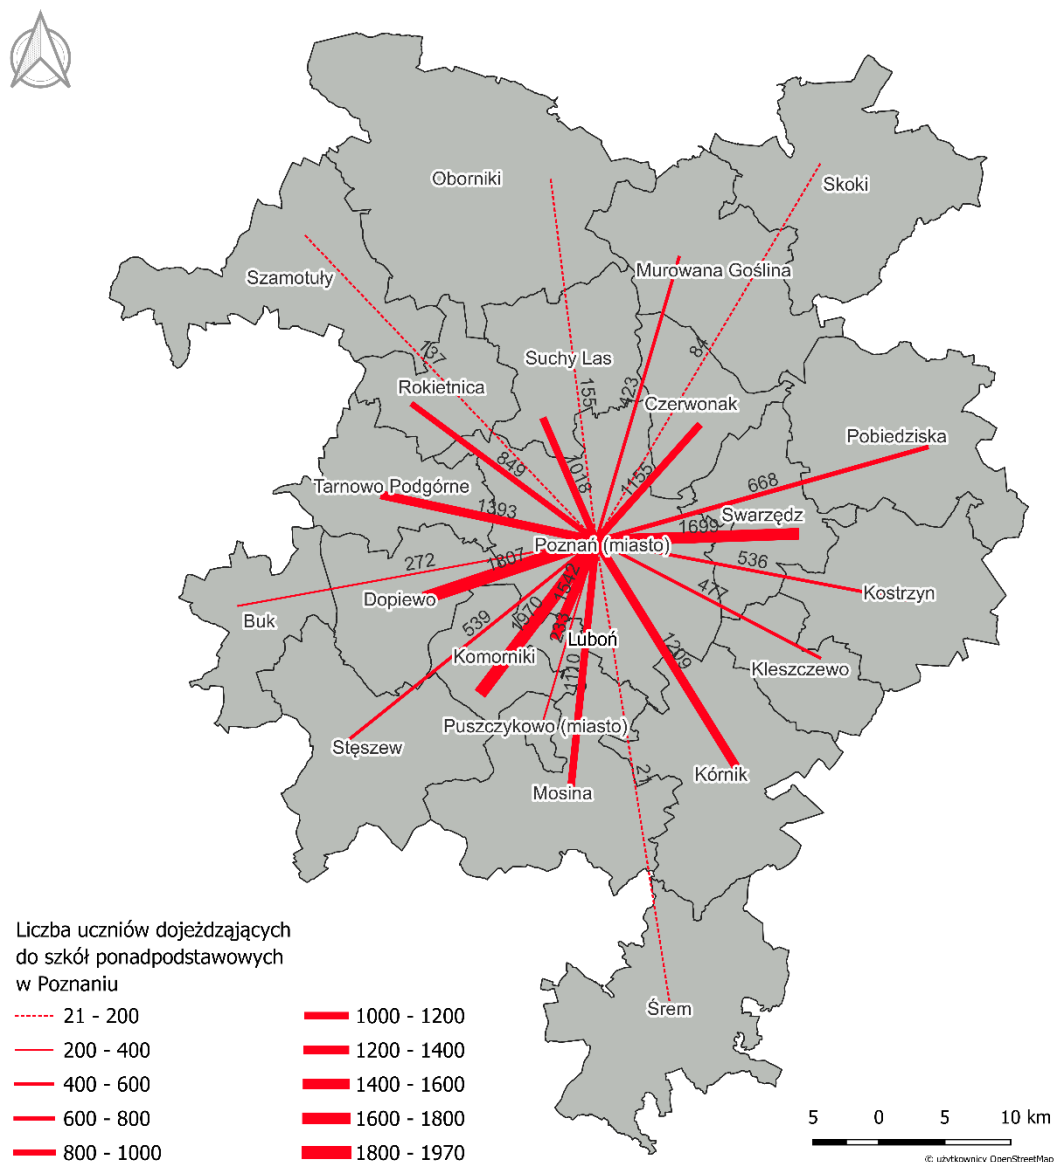 Oborniki
Skoki
Szamotuły
Murowana Goślina
137
Suchy Las
84
Rokietnica
155
423
Czerwonak
Pobiedziska
849
1018
1155
668
Tarnowo Podgórne
1393
1699
Swarzędz
Poznań (miasto)
272
1807
536
Kostrzyn
Buk
Dopiewo
1542
477
539
1970
233
Luboń
Komorniki
1110
1209
Kleszczewo
Puszczykowo (miasto)
Stęszew
21
Kórnik
Mosina
Śrem
Liczba uczniów dojeżdząjących
do szkół ponadpodstawowych
w Poznaniu
21 - 200
200 - 400
400 - 600
600 - 800
800 - 1000
1000 - 1200
1200 - 1400
1400 - 1600
1600 - 1800
1800 - 1970
5 0 5 10 km
© użytkownicy OpenStreetMap